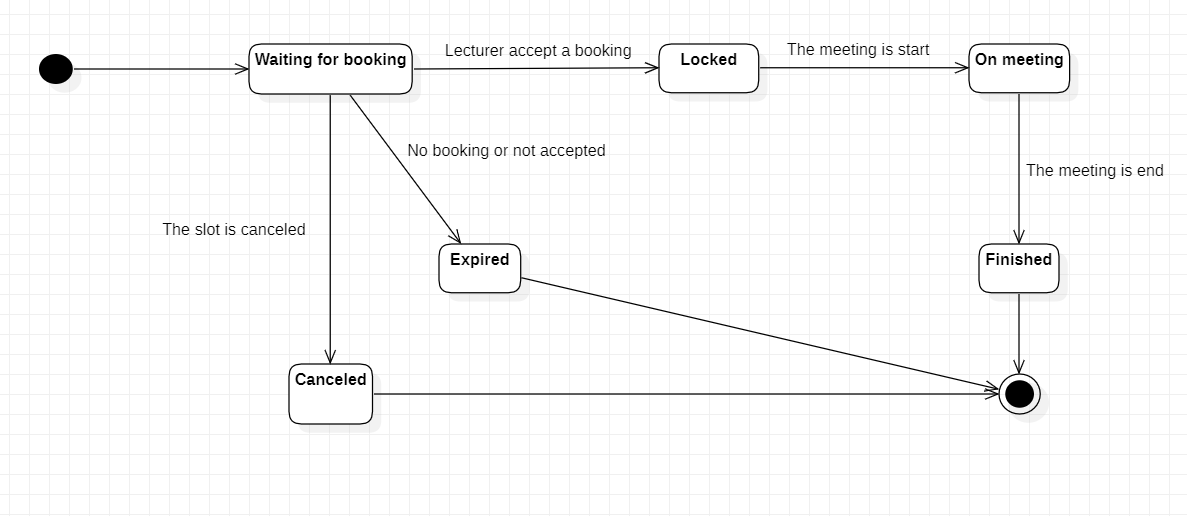 Waiting for booking
Lecturer accept a booking
Locked
The meeting is start
On meeting
No booking or not accepted
The meeting is end
The slot is canceled
Expired
Finished
Canceled